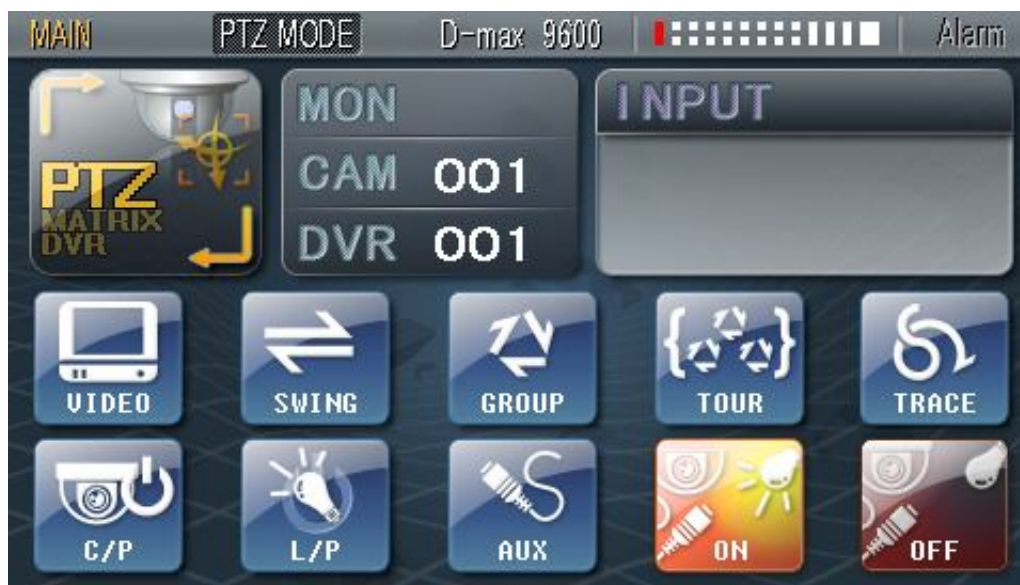 MAIN PTZ MODE D-max 9600 Alarm
PTZ
MATRIX
DVR
MON
CAM 001
DVR 001
INPUT
VIDEO SWING GROUP TOUR TRACE
C/P L/P AUX ON OFF